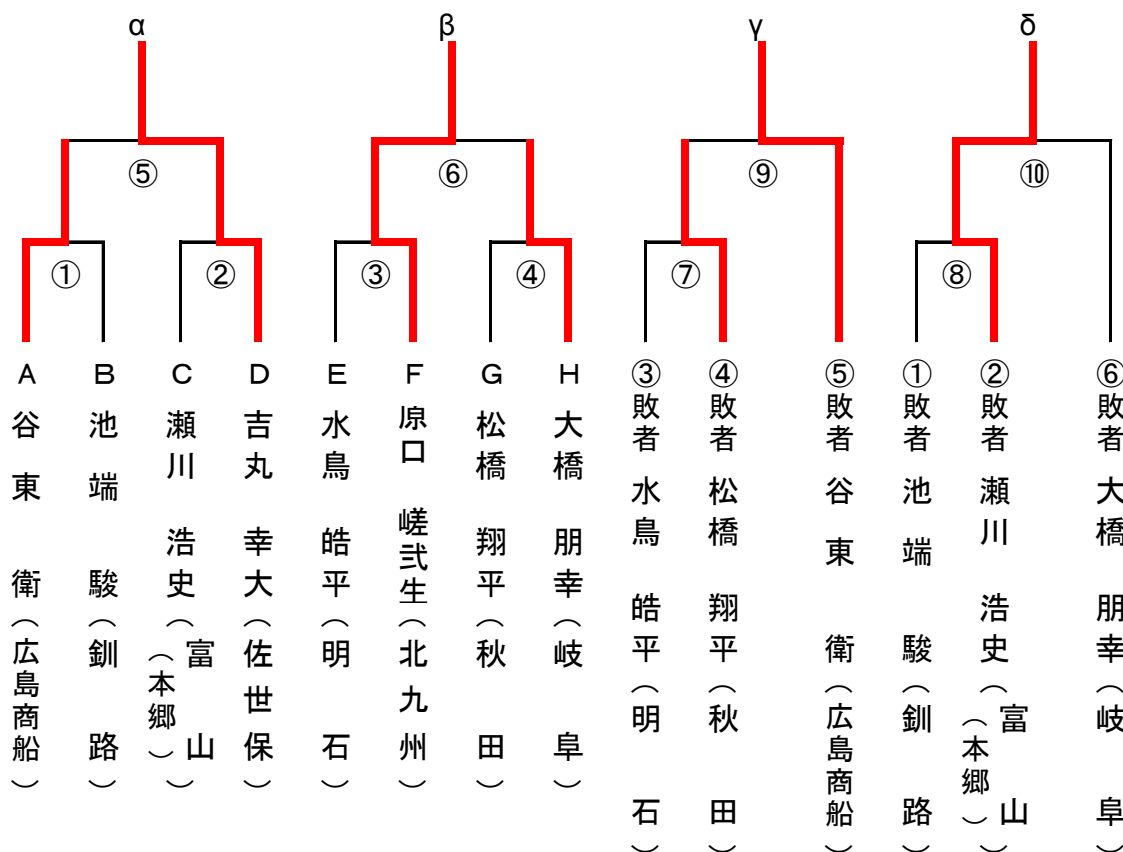 α
β
γ
δ
⑤
⑥
⑨
⑩
①
②
③
④
⑦
⑧
A
谷東 衛(広島商船)
B
池端 駿(釧路)
C
瀬川 浩史(富山(本郷))
D
吉丸 幸大(佐世保)
E
水鳥 皓平(明石)
F
原口 嵯弐生(北九州)
G
松橋 翔平(秋田)
H
大橋 朋幸(岐阜)
③敗者
水鳥 皓平(明石)
④敗者
松橋 翔平(秋田)
⑤敗者
谷東 衛(広島商船)
①敗者
池端 駿(釧路)
②敗者
瀬川 浩史(富山(本郷))
⑥敗者
大橋 朋幸(岐阜)